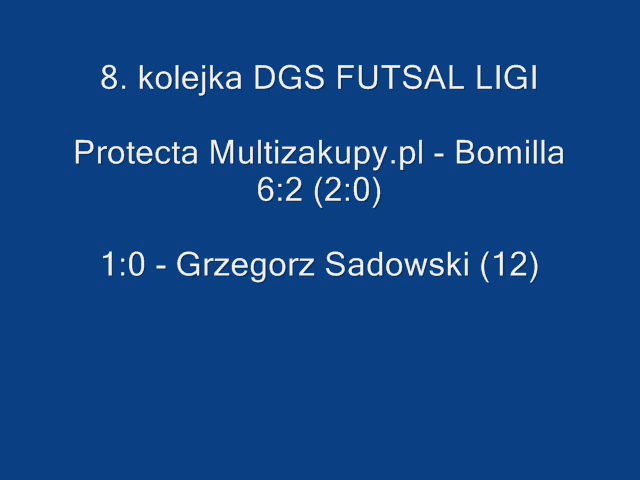 8. kolejka DGS FUTSAL LIGI
Protecta Multizakupy.pl - Bomilla
6:2 (2:0)
1:0 - Grzegorz Sadowski (12)